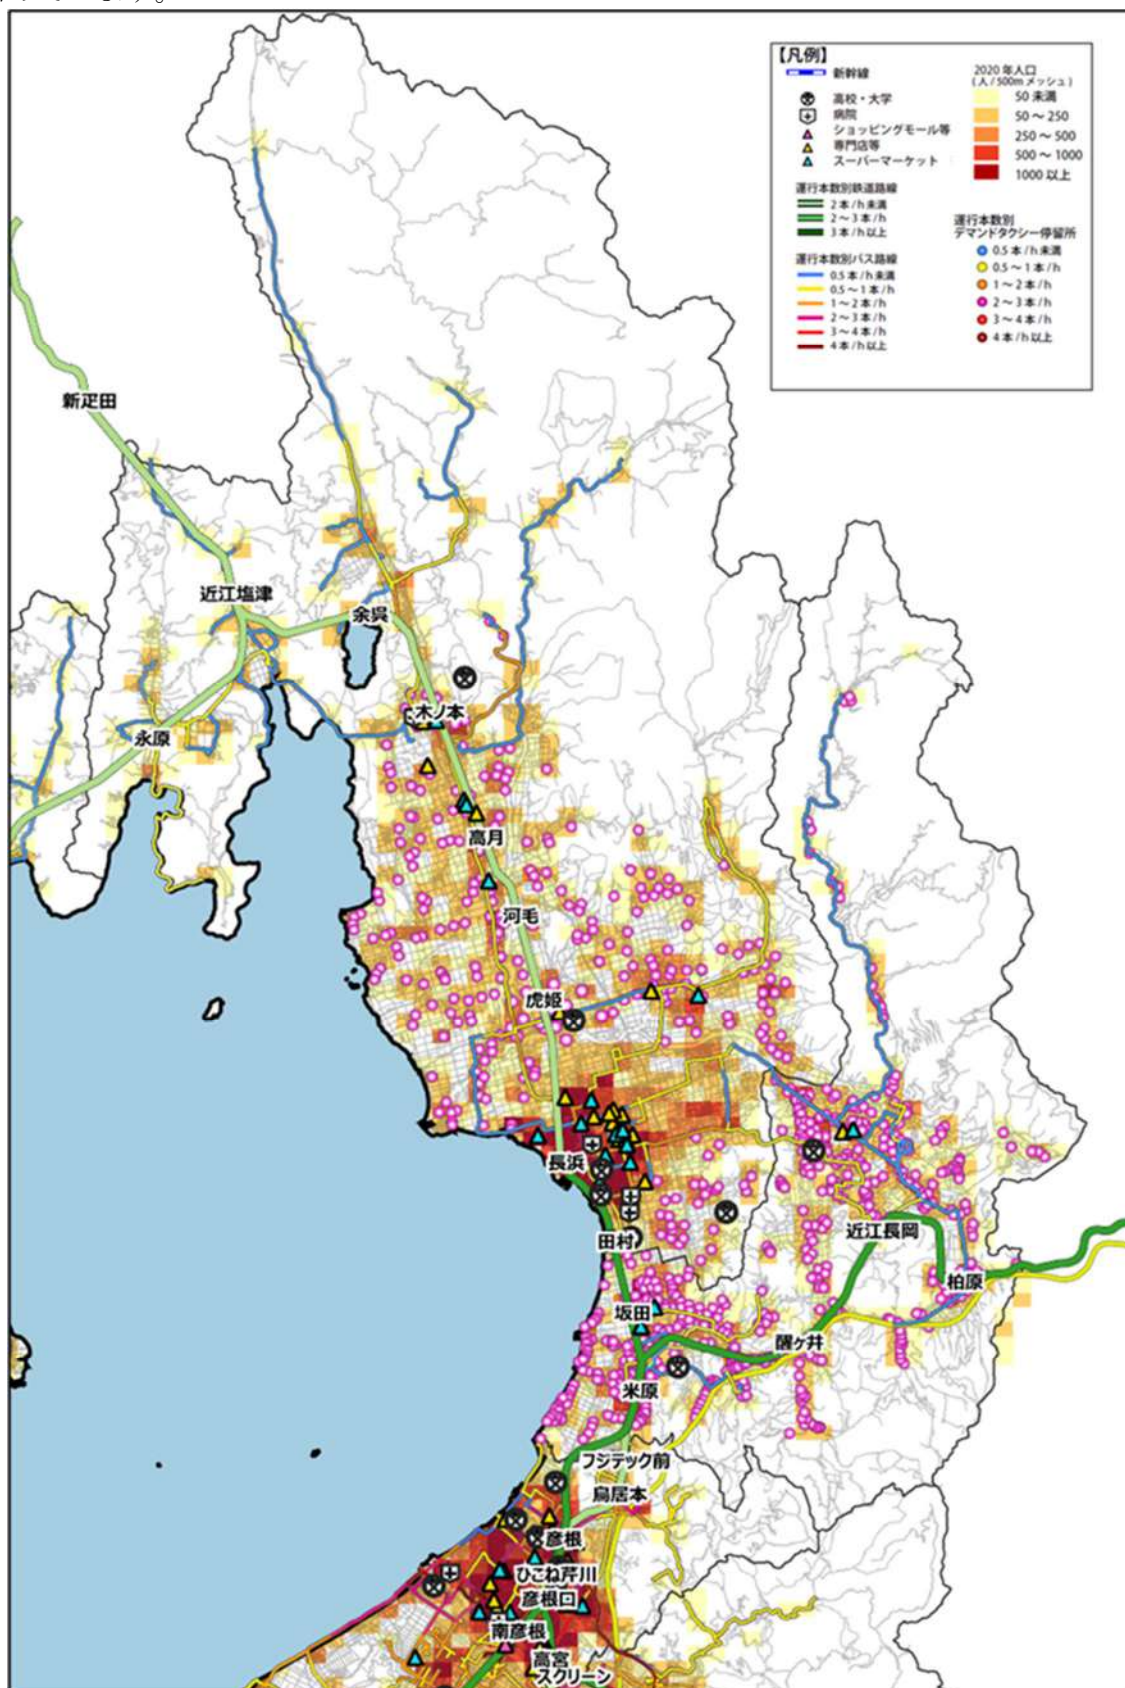 【凡例】
新幹線
高校・大学
病院
ショッピングモール等
専門店等
スーパーマーケット
運行本数別鉄道路線
2本/h未満
2～3本/h
3本/h以上
運行本数別バス路線
0.5本/h未満
0.5～1本/h
1～2本/h
2～3本/h
3～4本/h
4本/h以上
2020年人口
(人/500mメッシュ)
50未満
50～250
250～500
500～1000
1000以上
運行本数別
デマンドタクシー停留所
0.5本/h未満
0.5～1本/h
1～2本/h
2～3本/h
3～4本/h
4本/h以上
新疋田
近江塩津
余呉
木ノ本
永原
高月
河毛
虎姫
長浜
田村
近江長岡
柏原
坂田
醒ヶ井
米原
フジテック前
鳥居本
彦根
ひこね芹川
彦根口
南彦根
高宮
スクリーン